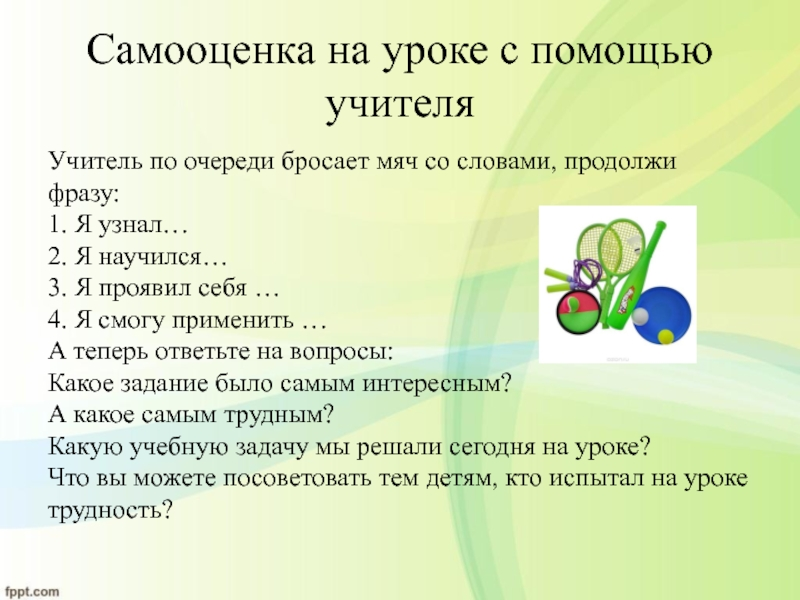 Самооценка на уроке с помощью
учителя
Учитель по очереди бросает мяч со словами, продолжи
фразу:
1. Я узнал…
2. Я научился…
3. Я проявил себя …
4. Я смогу применить …
А теперь ответьте на вопросы:
Какое задание было самым интересным?
А какое самым трудным?
Какую учебную задачу мы решали сегодня на уроке?
Что вы можете посоветовать тем детям, кто испытал на уроке
трудность?
fppt.com